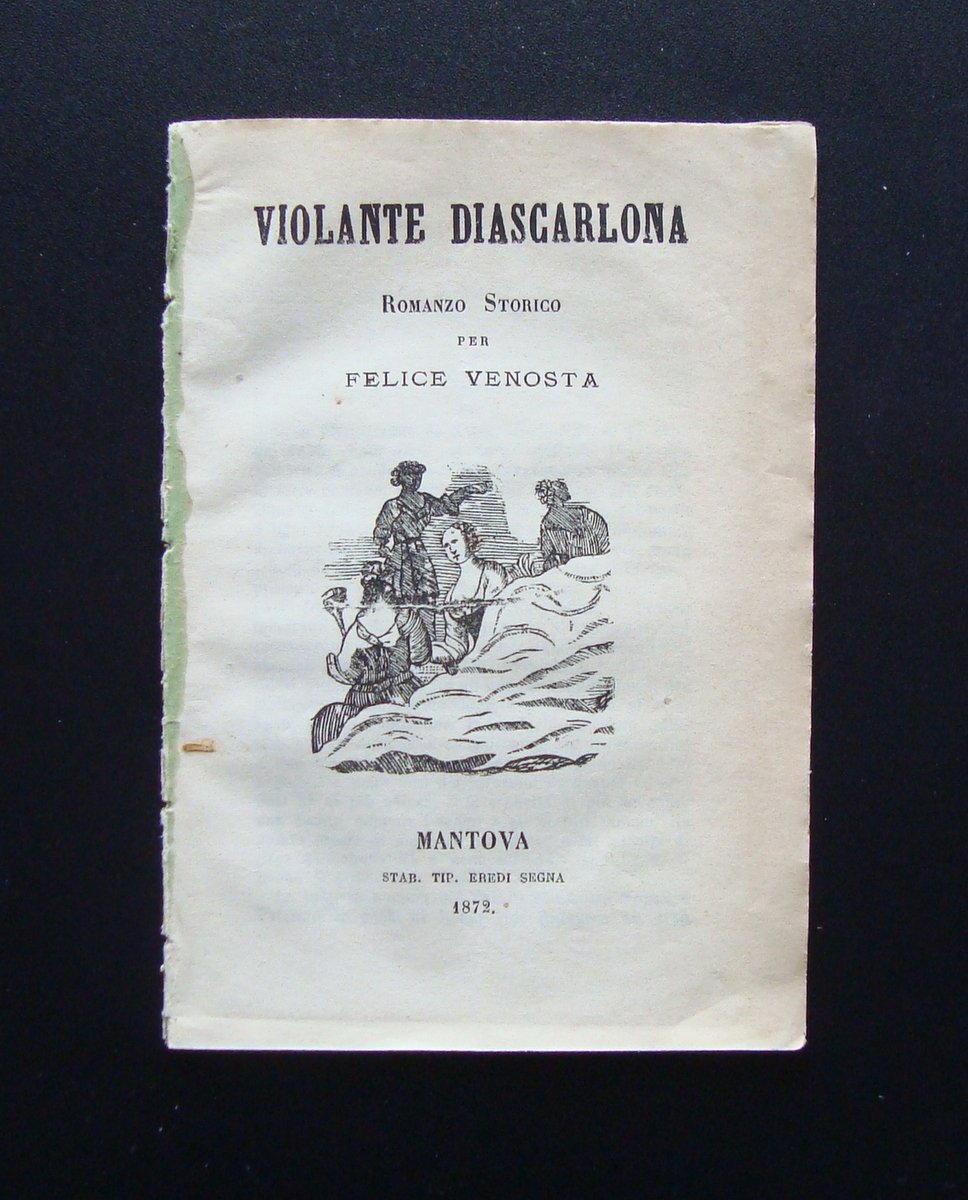 VIOLANTE DIASCARLONA
ROMANZO STORICO
PER
FELICE VENOSTA
MANTOVA
STAB. TIP. EREDI SEGNA
1872.